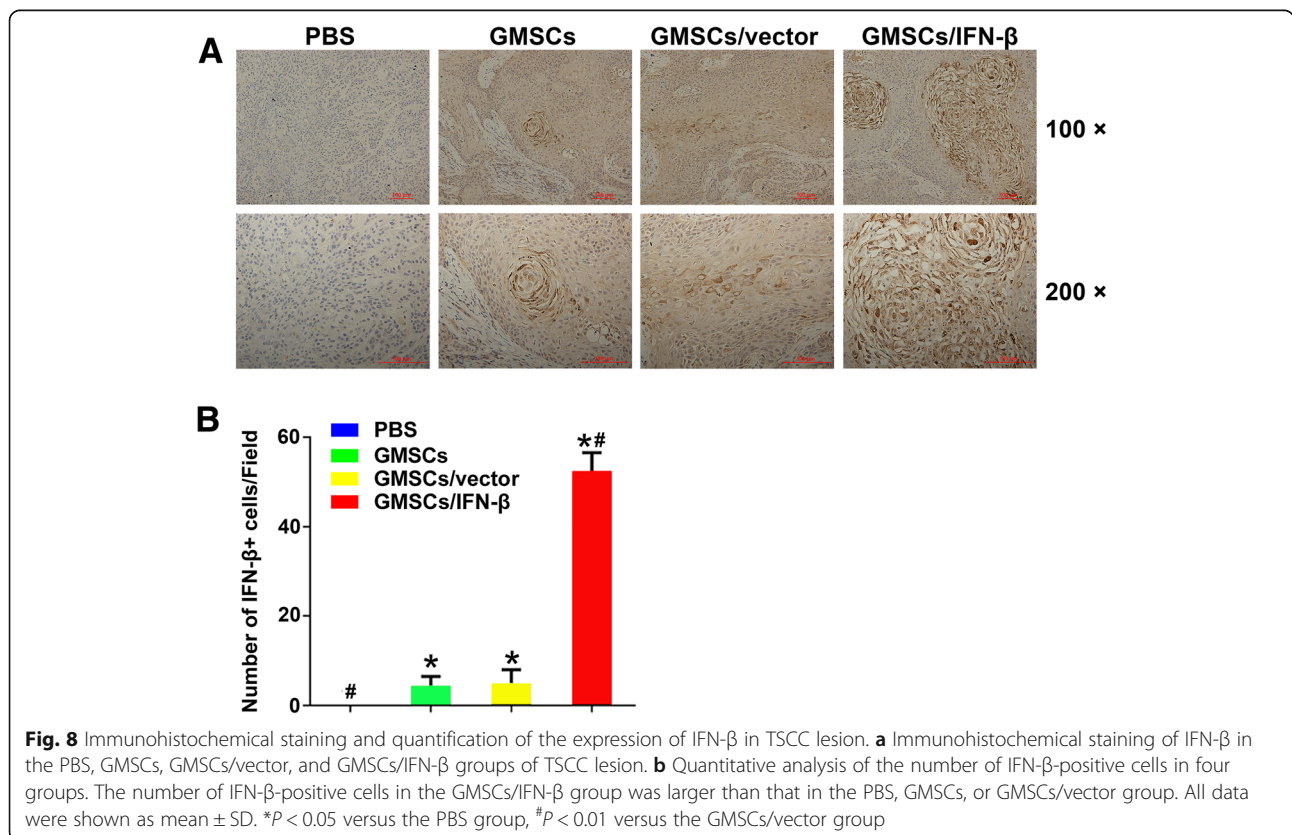 PBS GMSCs GMSCs/vector GMSCs/IFN-β
A
100 ×
200 ×
B
Number of IFN-β+ cells/Field
60
40
20
0
PBS
GMSCs
GMSCs/vector
GMSCs/IFN-β
# * * *#
Fig. 8 Immunohistochemical staining and quantification of the expression of IFN-β in TSCC lesion. a Immunohistochemical staining of IFN-β in
the PBS, GMSCs, GMSCs/vector, and GMSCs/IFN-β groups of TSCC lesion. b Quantitative analysis of the number of IFN-β-positive cells in four
groups. The number of IFN-β-positive cells in the GMSCs/IFN-β group was larger than that in the PBS, GMSCs, or GMSCs/vector group. All data
were shown as mean ± SD. *P < 0.05 versus the PBS group, #P < 0.01 versus the GMSCs/vector group